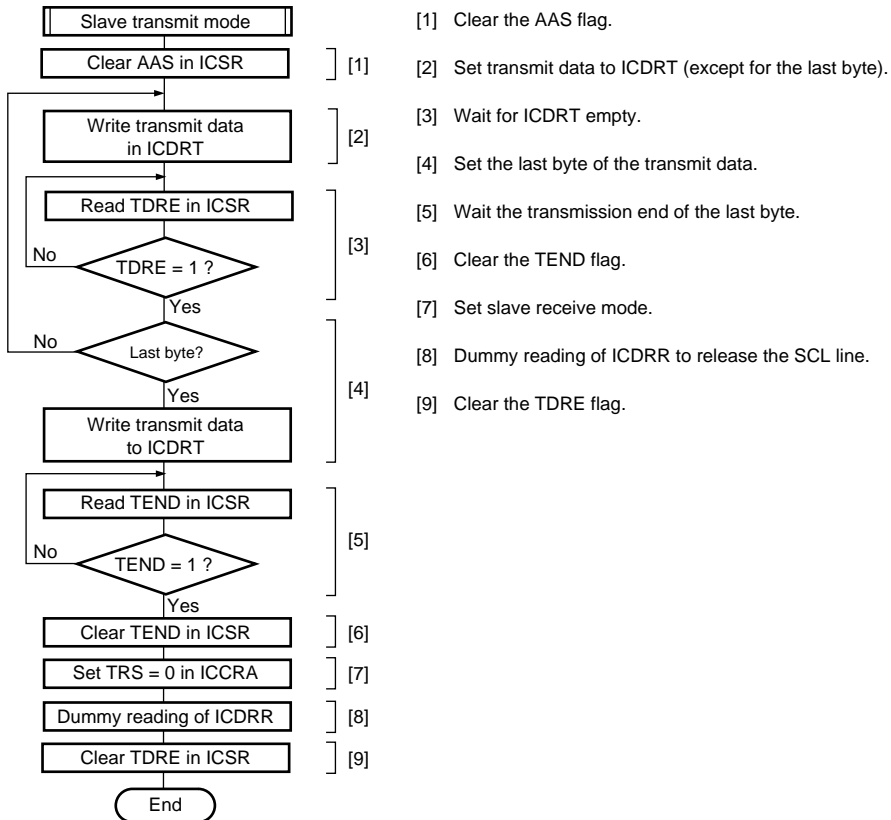 Slave transmit mode
Clear AAS in ICSR
[1]
Write transmit data
in ICDRT
[2]
Read TDRE in ICSR
[3]
No
TDRE = 1 ?
Yes
No
Last byte?
[4]
Yes
Write transmit data
to ICDRT
Read TEND in ICSR
[5]
No
TEND = 1 ?
Yes
Clear TEND in ICSR
[6]
Set TRS = 0 in ICCRA
[7]
Dummy reading of ICDRR
[8]
Clear TDRE in ICSR
[9]
End
[1] Clear the AAS flag.
[2] Set transmit data to ICDRT (except for the last byte).
[3] Wait for ICDRT empty.
[4] Set the last byte of the transmit data.
[5] Wait the transmission end of the last byte.
[6] Clear the TEND flag.
[7] Set slave receive mode.
[8] Dummy reading of ICDRR to release the SCL line.
[9] Clear the TDRE flag.